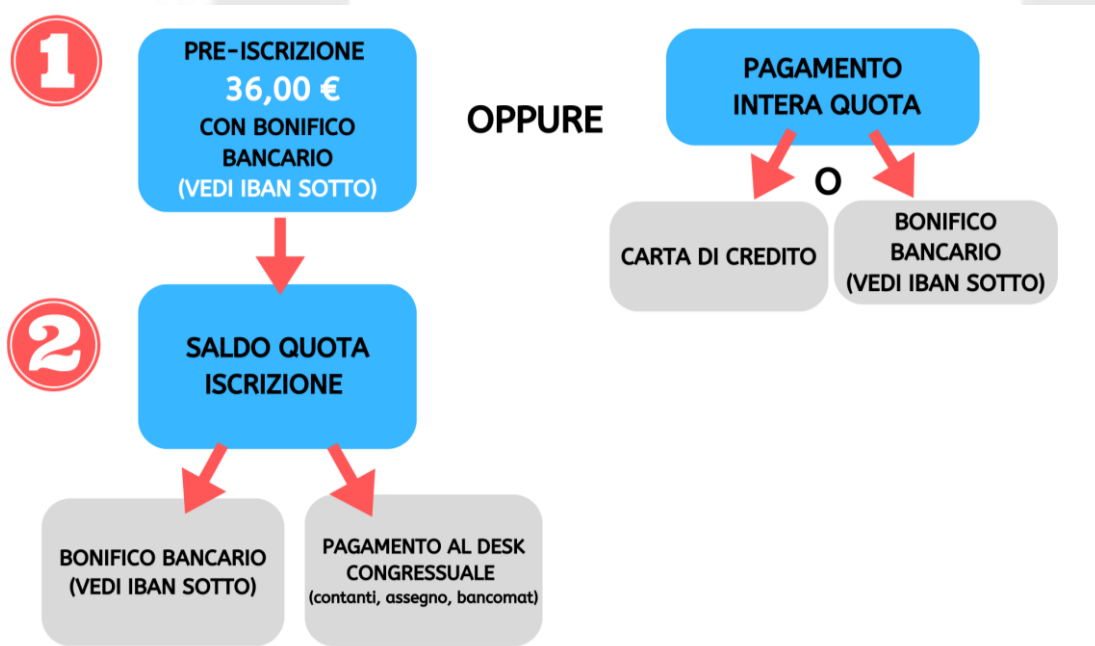 1
PRE-ISCRIZIONE
36,00 €
CON BONIFICO
BANCARIO
(VEDI IBAN SOTTO)
OPPURE
PAGAMENTO
INTERA QUOTA
O
CARTA DI CREDITO
BONIFICO
BANCARIO
(VEDI IBAN SOTTO)
2
SALDO QUOTA
ISCRIZIONE
BONIFICO BANCARIO
(VEDI IBAN SOTTO)
PAGAMENTO AL DESK
CONGRESSUALE
(contanti, assegno, bancomat)